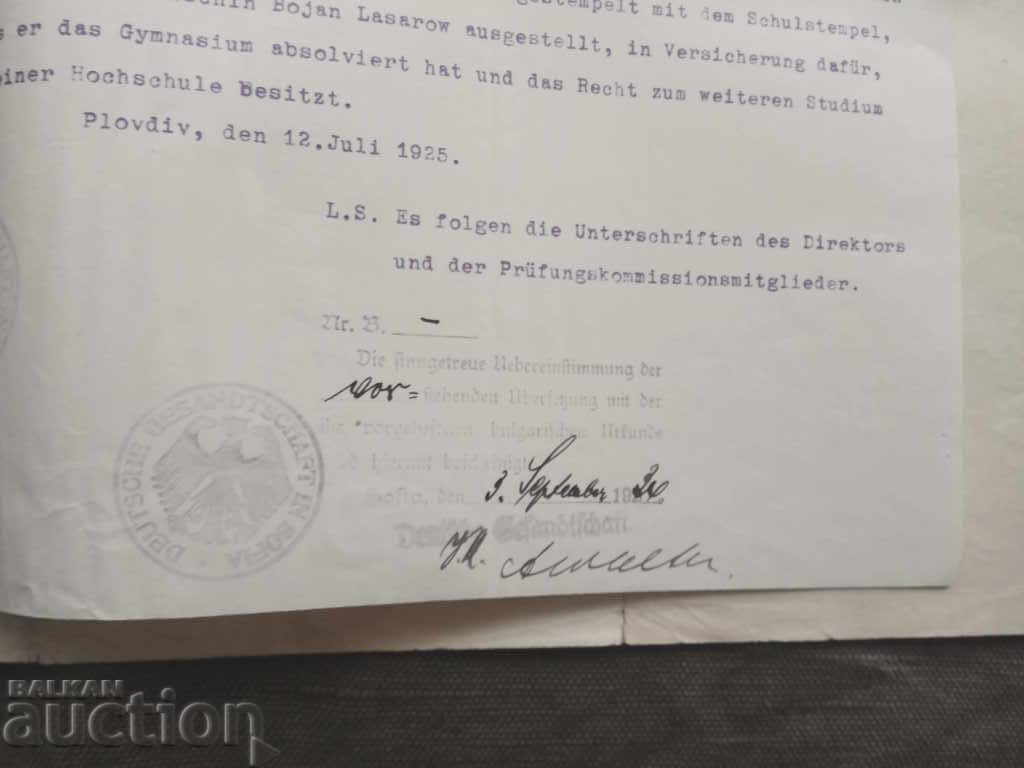 gestempelt mit dem Schulstempel,
Bojan Lasarow ausgestellt, in Versicherung dafür,
er das Gymnasium absolviert hat und das Recht zum weiteren Studium
einer Hochschule besitzt.
Plovdiv, den 12.Juli 1925.
L.S. Es folgen die Unterschriften des Direktors
und der Prüfungskommissionsmitglieder.
Nr. B. —
Die sinngetreue Uebereinstimmung der
vor=stehenden Übersetzung mit der
vorgelegten bulgarischen Urkunde
wird hiermit bescheinigt
Sofia, den 3. September 19
Deutsche Gesandtschaft
DEUTSCHE GESANDTSCHAFT IN SOFIA
BALKAN
auction